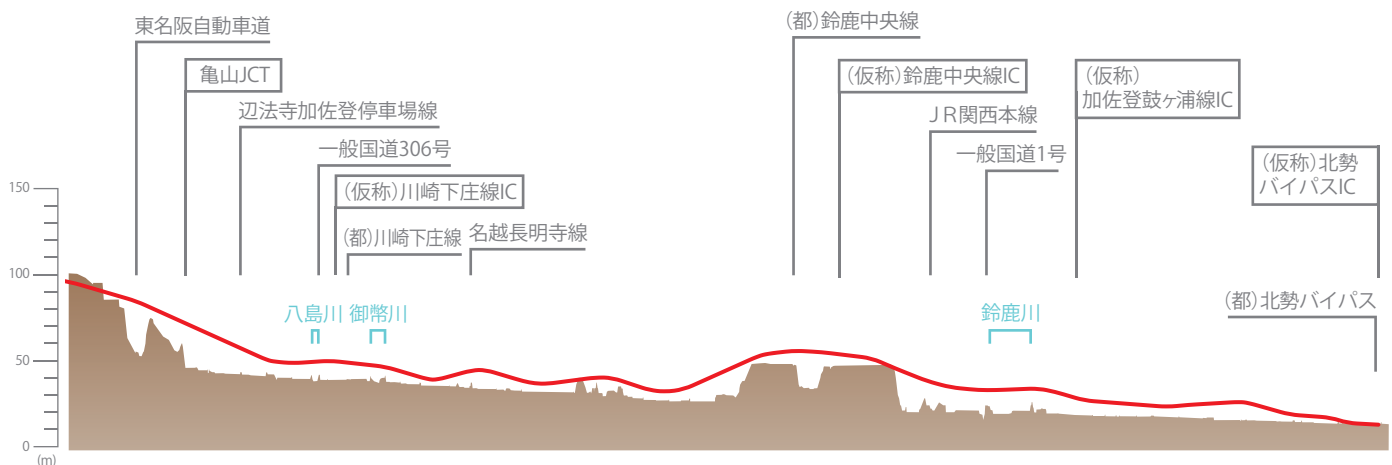 東名阪自動車道
亀山JCT
辺法寺加佐登停車場線
一般国道306号
(仮称)川崎下庄線IC
(都)川崎下庄線
名越長明寺線
(都)鈴鹿中央線
(仮称)鈴鹿中央線IC
JR関西本線
一般国道1号
(仮称)
加佐登鼓ヶ浦線IC
(仮称)北勢
バイパスIC
(都)北勢バイパス
八島川
御幣川
鈴鹿川
150
100
50
0
(m)